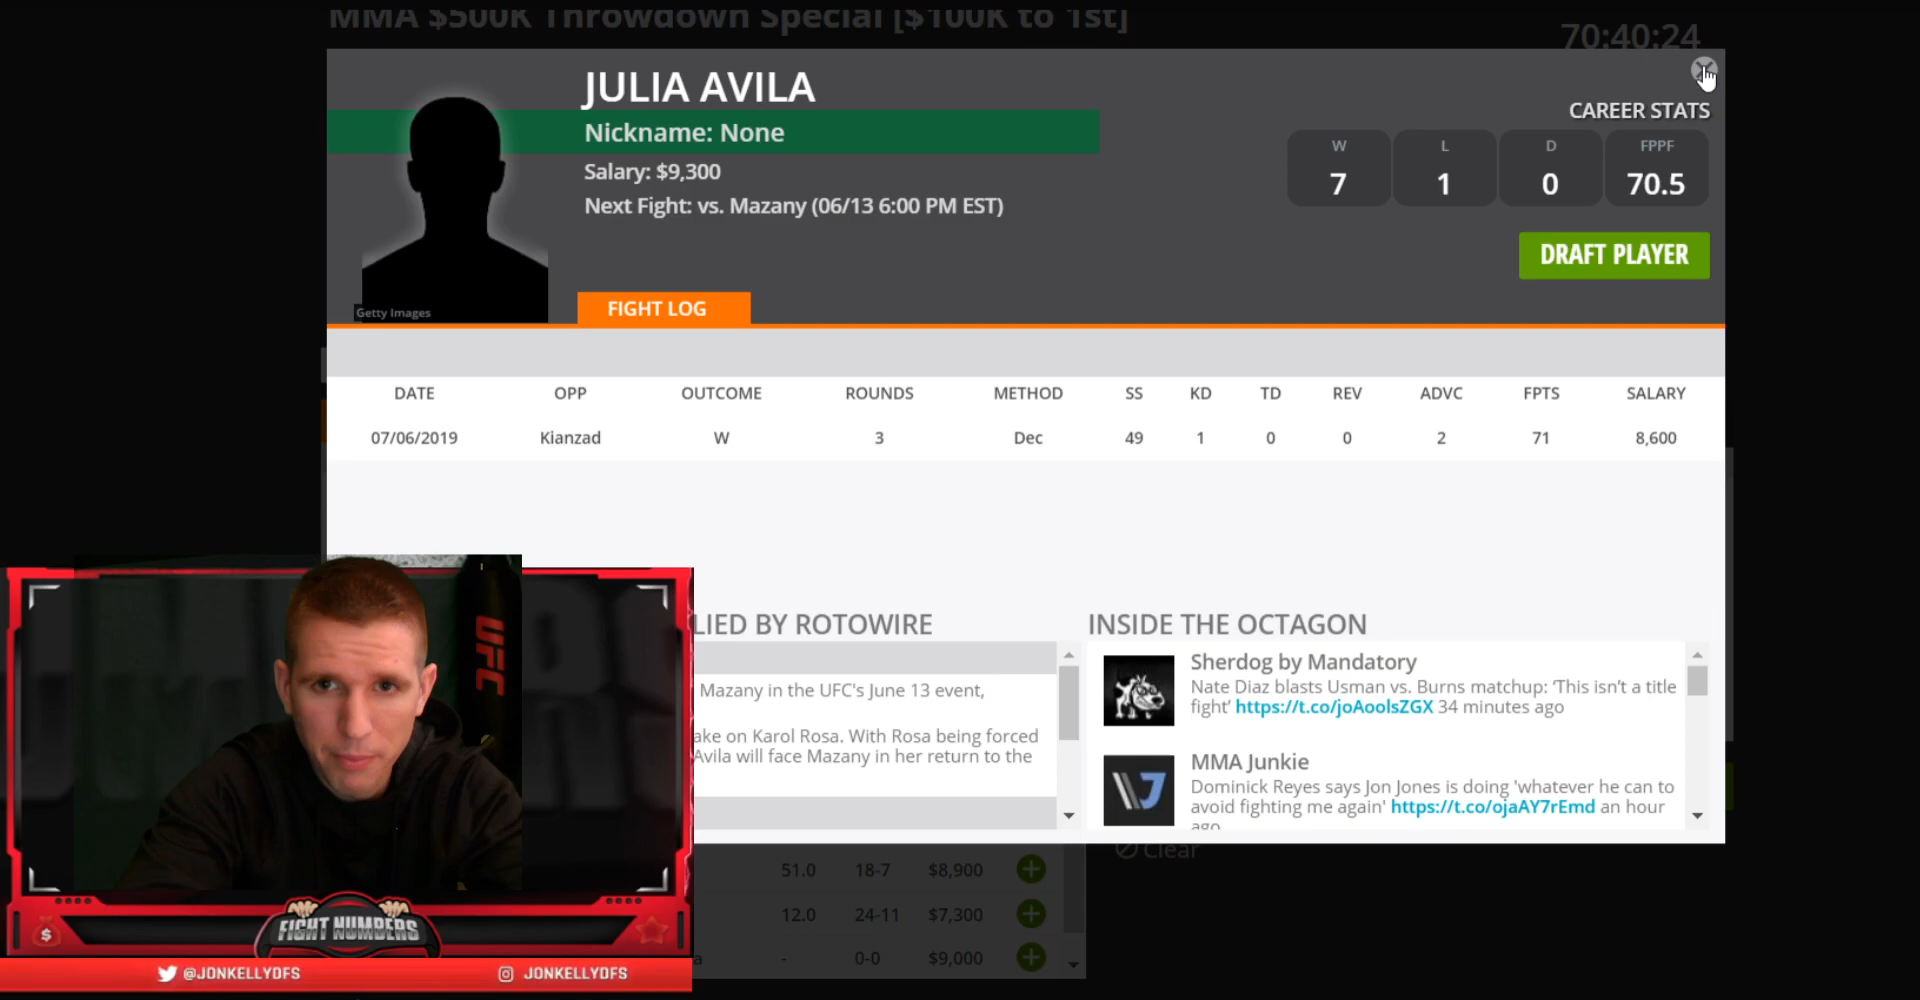 MMA $500K Throwdown Special [$100K to 1st]
70:40:24
JULIA AVILA
Nickname: None
Salary: $9,300
Next Fight: vs. Mazany (06/13 6:00 PM EST)
CAREER STATS
W L D FPPF
7 1 0 70.5
DRAFT PLAYER
Getty Images
FIGHT LOG
DATE OPP OUTCOME ROUNDS METHOD SS KD TD REV ADVC FPTS SALARY
07/06/2019 Kianzad W 3 Dec 49 1 0 0 2 71 8,600
LIED BY ROTOWIRE
Mazany in the UFC's June 13 event,
ake on Karol Rosa. With Rosa being forced
Avila will face Mazany in her return to the
INSIDE THE OCTAGON
Sherdog by Mandatory
Nate Diaz blasts Usman vs. Burns matchup: 'This isn't a title
fight' https://t.co/joAoolsZGX 34 minutes ago
MMA Junkie
Dominick Reyes says Jon Jones is doing 'whatever he can to
avoid fighting me again' https://t.co/ojaAY7rEmd an hour
ago
Clear
51.0 18-7 $8,900
12.0 24-11 $7,300
a - 0-0 $9,000
UFC
$
FIGHT NUMBERS
@JONKELLYDFS
JONKELLYDFS